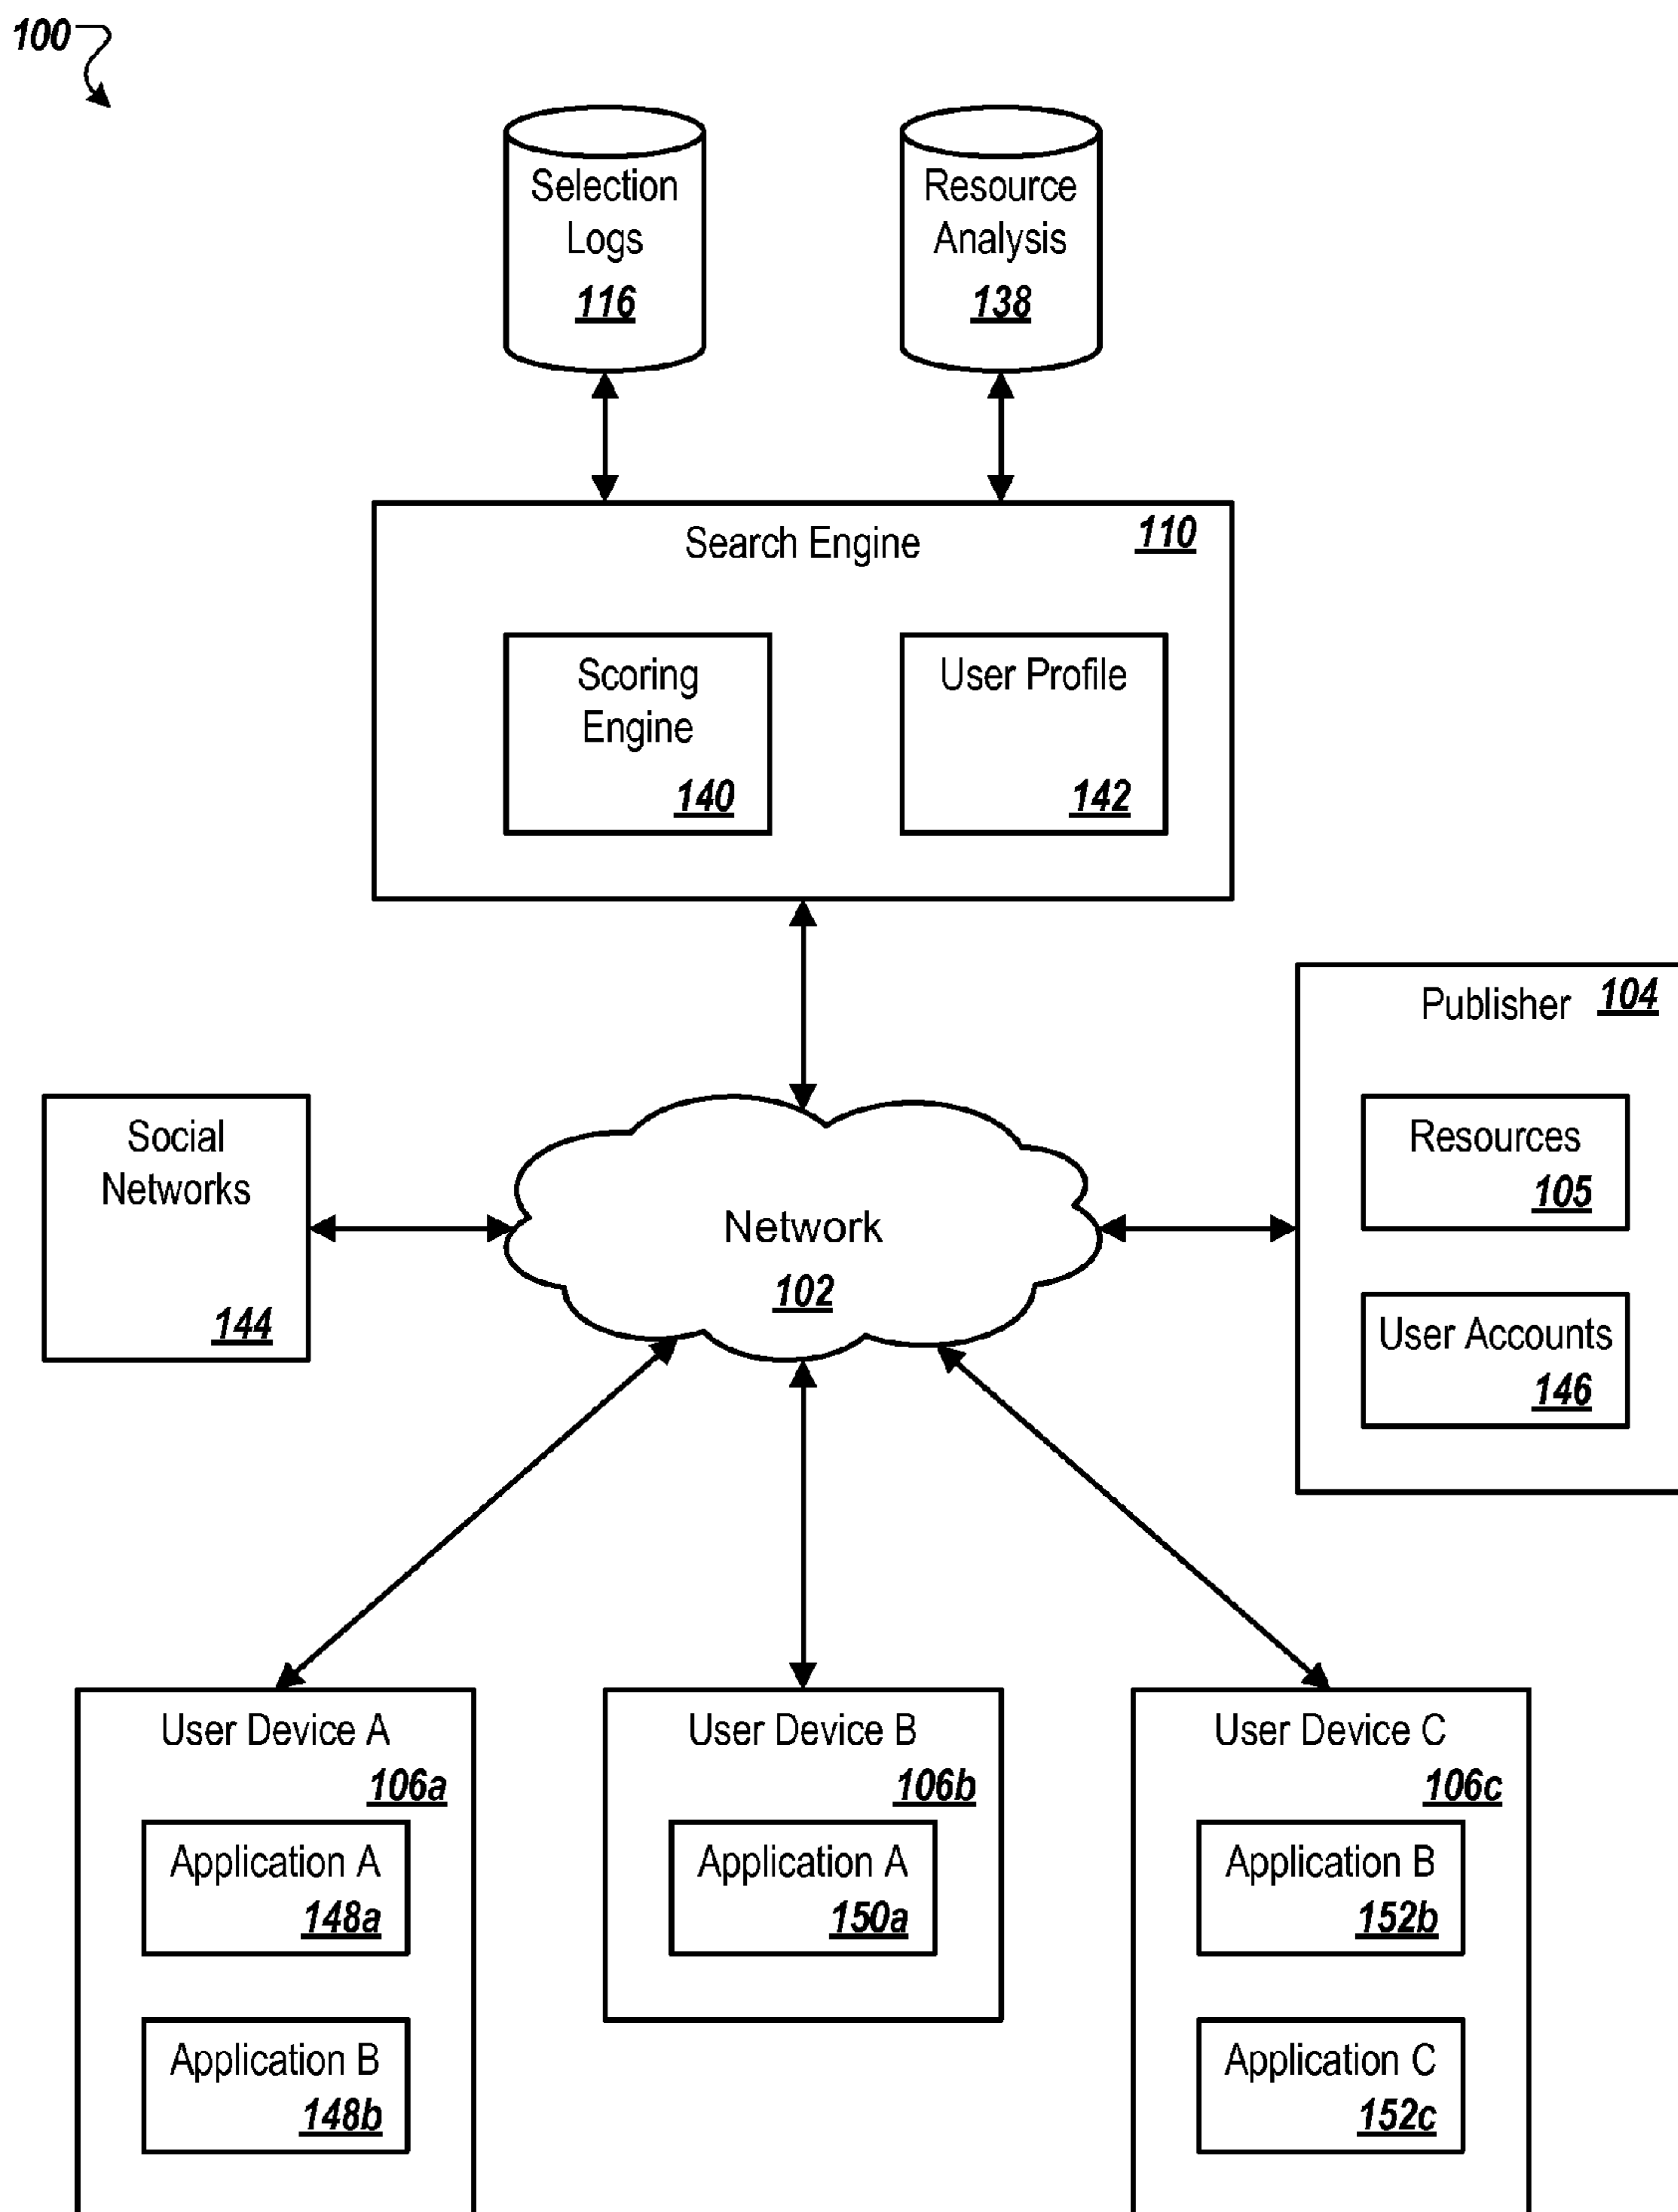 100
Selection
Logs
116
Resource
Analysis
138
Search Engine
110
Scoring
Engine
140
User Profile
142
Publisher 104
Resources
105
User Accounts
146
Social
Networks
144
Network
102
User Device A
106a
Application A
148a
Application B
148b
User Device B
106b
Application A
150a
User Device C
106c
Application B
152b
Application C
152c